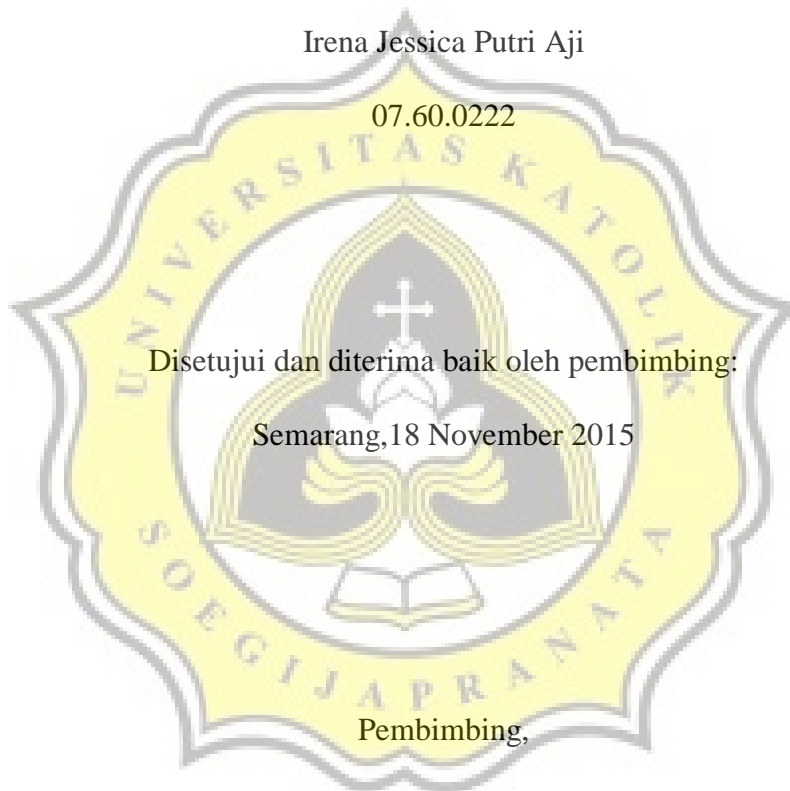 Irena Jessica Putri Aji
07.60.0222
UNIVERSITAS KATOLIK
Disetujui dan diterima baik oleh pembimbing:
Semarang,18 November 2015
SOEGIJAPRANATA
Pembimbing,